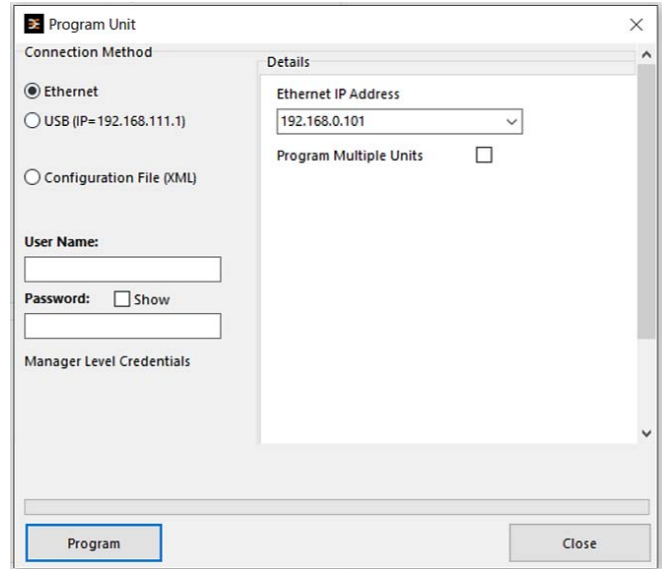 Program Unit
Connection Method
Ethernet
USB (IP=192.168.111.1)
Configuration File (XML)
User Name:
Password: Show
Manager Level Credentials
Details
Ethernet IP Address
192.168.0.101
Program Multiple Units
Program
Close